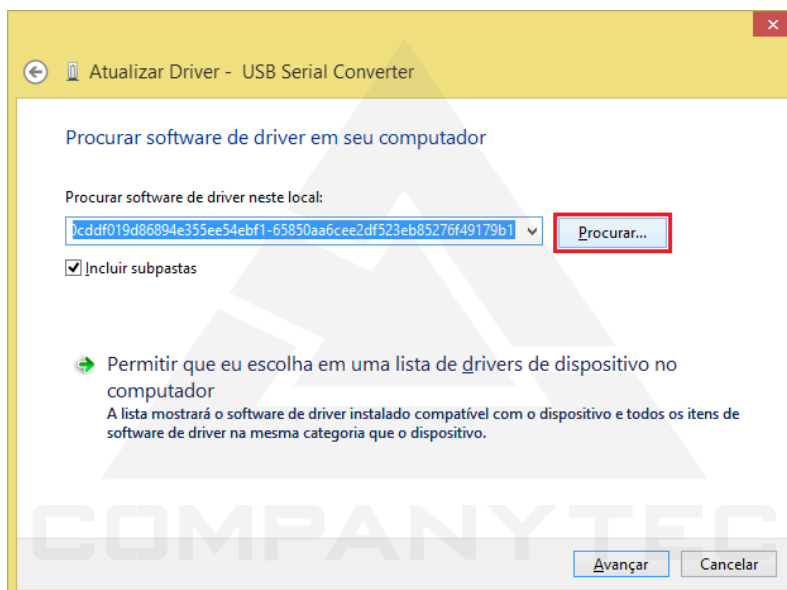 Atualizar Driver - USB Serial Converter
Procurar software de driver em seu computador
Procurar software de driver neste local:
0cddf019d86894e355ee54ebf1-65850aa6cee2df523eb85276f49179b1
Procurar...
Incluir subpastas
Permitir que eu escolha em uma lista de drivers de dispositivo no
computador
A lista mostrará o software de driver instalado compatível com o dispositivo e todos os itens de
software de driver na mesma categoria que o dispositivo.
COMPANYTEC
Avançar
Cancelar